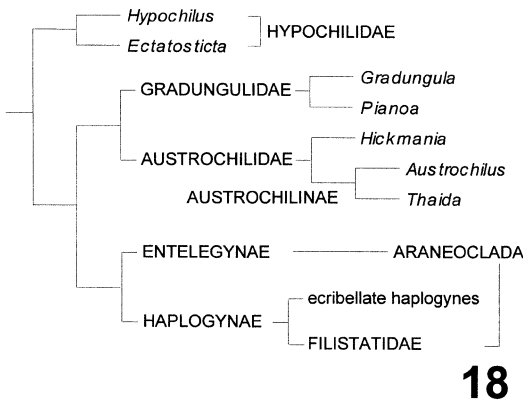 Hypochilus
Ectatosticta
HYPOCHILIDAE
GRADUNGULIDAE
Gradungula
Pianoa
Hickmania
AUSTROCHILIDAE
Austrochilus
AUSTROCHILINAE
Thaida
ENTELEGYNAE
ARANEOCLADA
ecribellate haplogynes
HAPLOGYNAE
FILISTATIDAE
18